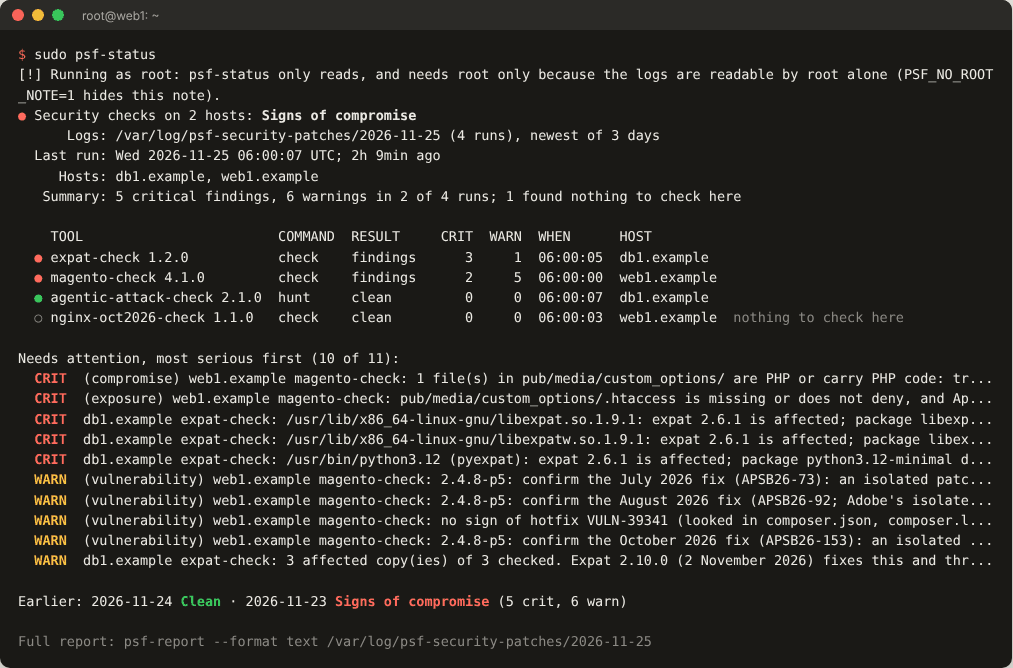 root@web1: ~
$ sudo psf-status
[!] Running as root: psf-status only reads, and needs root only because the logs are readable by root alone (PSF_NO_ROOT
_NOTE=1 hides this note).
● Security checks on 2 hosts: Signs of compromise
Logs: /var/log/psf-security-patches/2026-11-25 (4 runs), newest of 3 days
Last run: Wed 2026-11-25 06:00:07 UTC; 2h 9min ago
Hosts: db1.example, web1.example
Summary: 5 critical findings, 6 warnings in 2 of 4 runs; 1 found nothing to check here
TOOL COMMAND RESULT CRIT WARN WHEN HOST
● expat-check 1.2.0 check findings 3 1 06:00:05 db1.example
● magento-check 4.1.0 check findings 2 5 06:00:00 web1.example
● agentic-attack-check 2.1.0 hunt clean 0 0 06:00:07 db1.example
○ nginx-oct2026-check 1.1.0 check clean 0 0 06:00:03 web1.example nothing to check here
Needs attention, most serious first (10 of 11):
CRIT (compromise) web1.example magento-check: 1 file(s) in pub/media/custom_options/ are PHP or carry PHP code: tr...
CRIT (exposure) web1.example magento-check: pub/media/custom_options/.htaccess is missing or does not deny, and Ap...
CRIT db1.example expat-check: /usr/lib/x86_64-linux-gnu/libexpat.so.1.9.1: expat 2.6.1 is affected; package libexp...
CRIT db1.example expat-check: /usr/lib/x86_64-linux-gnu/libexpatw.so.1.9.1: expat 2.6.1 is affected; package libex...
CRIT db1.example expat-check: /usr/bin/python3.12 (pyexpat): expat 2.6.1 is affected; package python3.12-minimal d...
WARN (vulnerability) web1.example magento-check: 2.4.8-p5: confirm the July 2026 fix (APSB26-73): an isolated patc...
WARN (vulnerability) web1.example magento-check: 2.4.8-p5: confirm the August 2026 fix (APSB26-92; Adobe's isolate...
WARN (vulnerability) web1.example magento-check: no sign of hotfix VULN-39341 (looked in composer.json, composer.l...
WARN (vulnerability) web1.example magento-check: 2.4.8-p5: confirm the October 2026 fix (APSB26-153): an isolated ...
WARN db1.example expat-check: 3 affected copy(ies) of 3 checked. Expat 2.10.0 (2 November 2026) fixes this and thr...
Earlier: 2026-11-24 Clean · 2026-11-23 Signs of compromise (5 crit, 6 warn)
Full report: psf-report --format text /var/log/psf-security-patches/2026-11-25